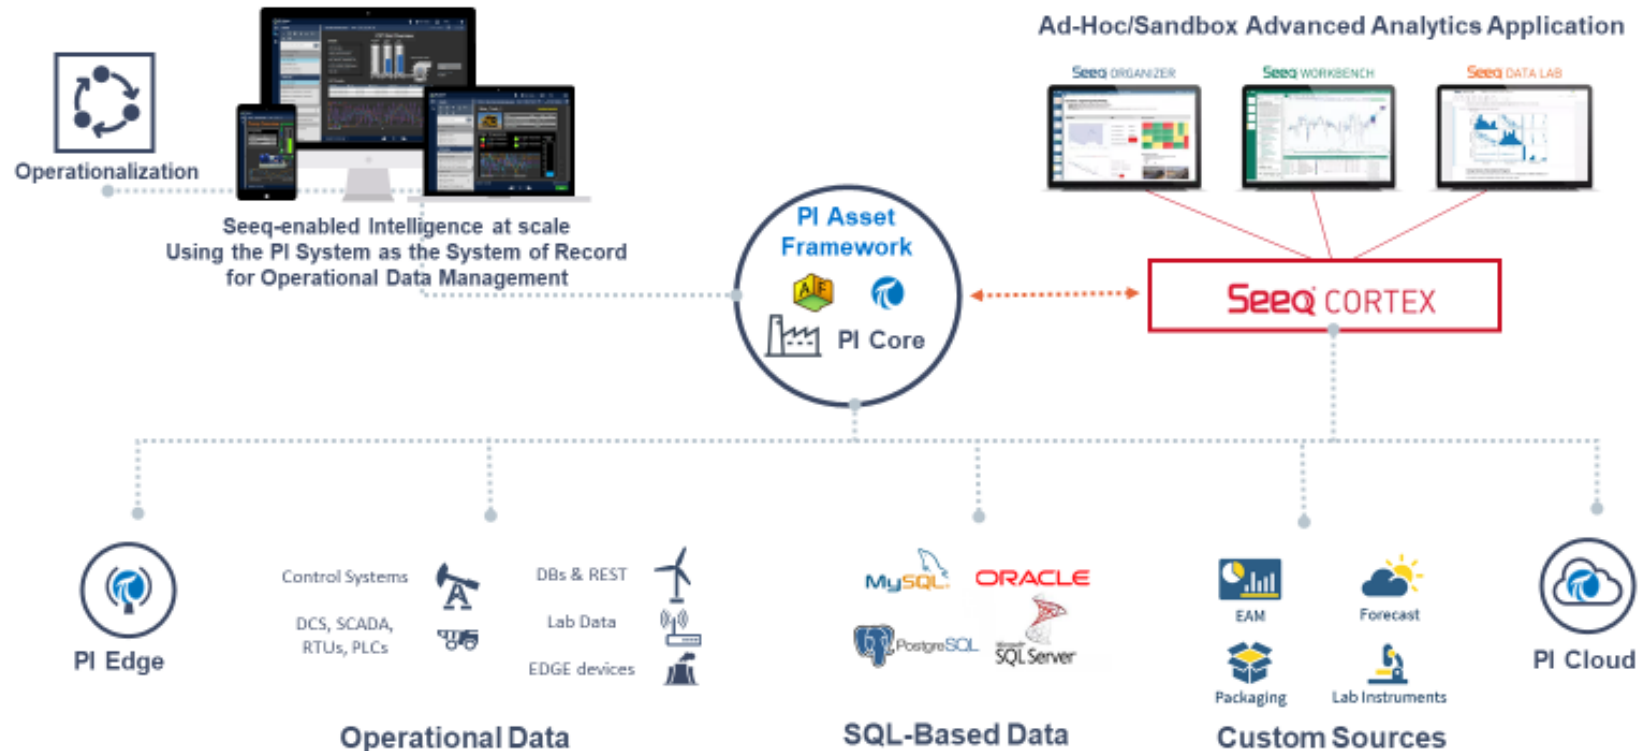 Ad-Hoc/Sandbox Advanced Analytics Application
Seeq ORGANIZER
Seeq WORKBENCH
Seeq DATA LAB
Operationalization
Seeq-enabled Intelligence at scale
Using the PI System as the System of Record
for Operational Data Management
PI Asset
Framework
A F
PI Core
Seeq CORTEX
PI Edge
Control Systems
DCS, SCADA,
RTUs, PLCs
DBs & REST
Lab Data
EDGE devices
Operational Data
MySQL
ORACLE
PostgreSQL
Microsoft
SQL Server
SQL-Based Data
EAM
Forecast
Packaging
Lab Instruments
Custom Sources
PI Cloud